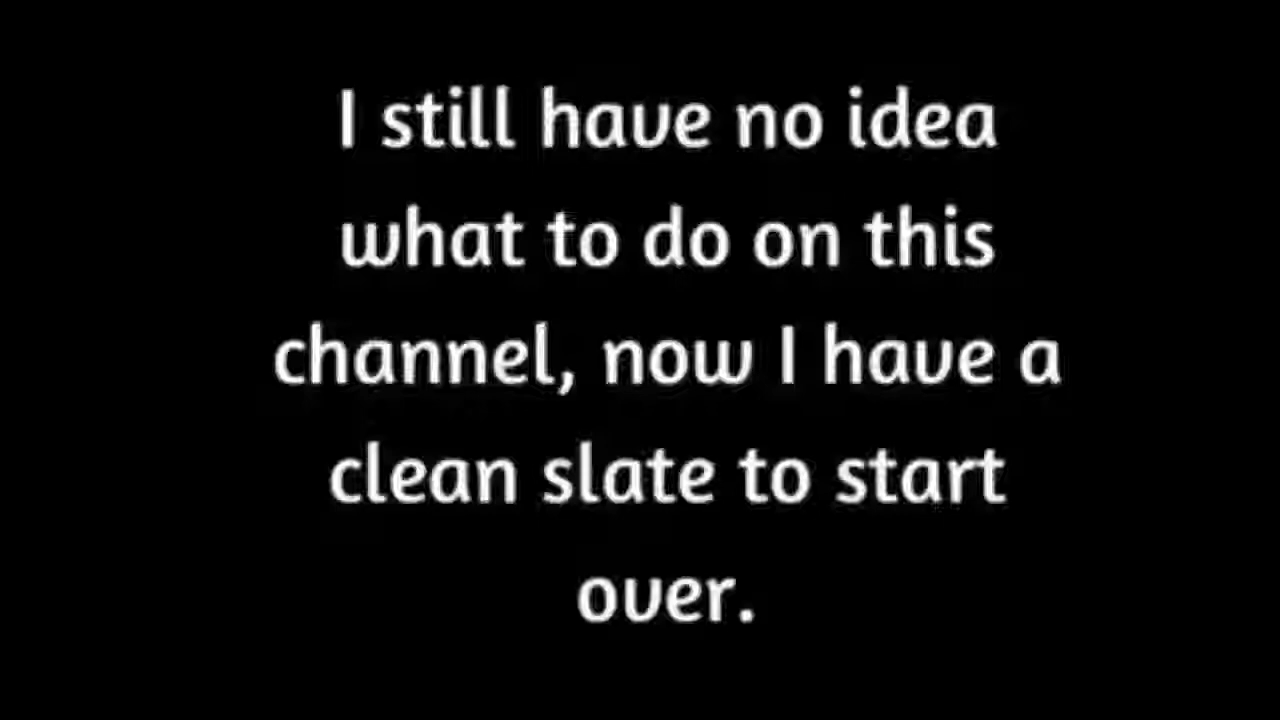 I still have no idea
what to do on this
channel, now I have a
clean slate to start
over.